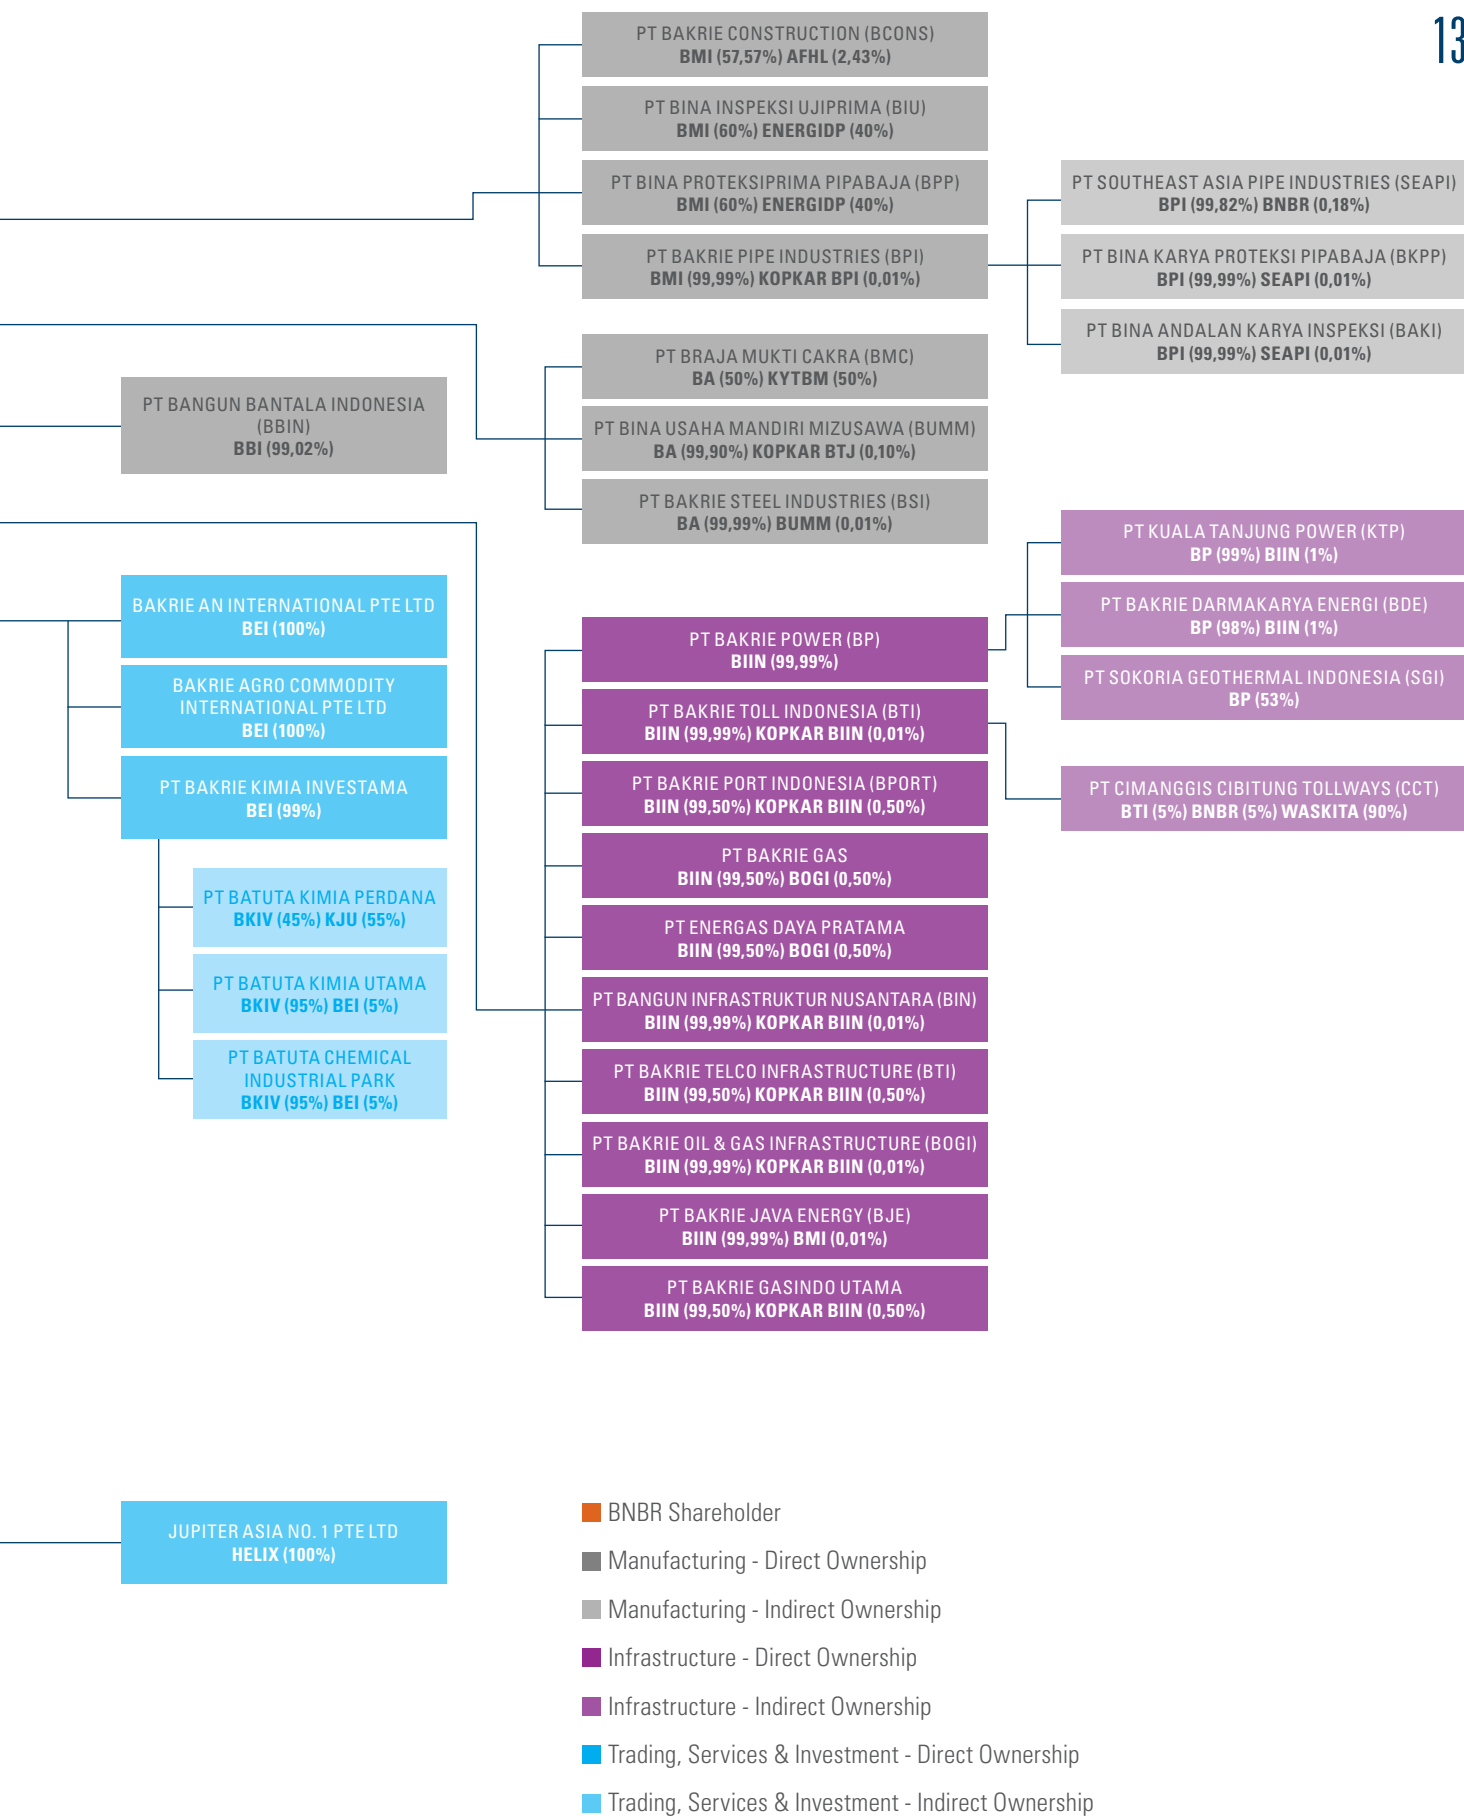 13
PT BAKRIE CONSTRUCTION (BCONS)
BMI (57,57%) AFHL (2,43%)
PT BINA INSPEKSI UJIPRIMA (BIU)
BMI (60%) ENERGIDP (40%)
PT BINA PROTEKSIPRIMA PIPABAJA (BPP)
BMI (60%) ENERGIDP (40%)
PT BAKRIE PIPE INDUSTRIES (BPI)
BMI (99,99%) KOPKAR BPI (0,01%)
PT SOUTHEAST ASIA PIPE INDUSTRIES (SEAPI)
BPI (99,82%) BNBR (0,18%)
PT BINA KARYA PROTEKSI PIPABAJA (BKPP)
BPI (99,99%) SEAPI (0,01%)
PT BINA ANDALAN KARYA INSPEKSI (BAKI)
BPI (99,99%) SEAPI (0,01%)
PT BRAJA MUKTI CAKRA (BMC)
BA (50%) KYTBM (50%)
PT BINA USAHA MANDIRI MIZUSAWA (BUMM)
BA (99,90%) KOPKAR BTJ (0,10%)
PT BAKRIE STEEL INDUSTRIES (BSI)
BA (99,99%) BUMM (0,01%)
PT BANGUN BANTALA INDONESIA
(BBIN)
BBI (99,02%)
BAKRIE AN INTERNATIONAL PTE LTD
BEI (100%)
BAKRIE AGRO COMMODITY
INTERNATIONAL PTE LTD
BEI (100%)
PT BAKRIE KIMIA INVESTAMA
BEI (99%)
PT BATUTA KIMIA PERDANA
BKIV (45%) KJU (55%)
PT BATUTA KIMIA UTAMA
BKIV (95%) BEI (5%)
PT BATUTA CHEMICAL
INDUSTRIAL PARK
BKIV (95%) BEI (5%)
PT BAKRIE POWER (BP)
BIIN (99,99%)
PT BAKRIE TOLL INDONESIA (BTI)
BIIN (99,99%) KOPKAR BIIN (0,01%)
PT BAKRIE PORT INDONESIA (BPORT)
BIIN (99,50%) KOPKAR BIIN (0,50%)
PT BAKRIE GAS
BIIN (99,50%) BOGI (0,50%)
PT ENERGAS DAYA PRATAMA
BIIN (99,50%) BOGI (0,50%)
PT BANGUN INFRASTRUKTUR NUSANTARA (BIN)
BIIN (99,99%) KOPKAR BIIN (0,01%)
PT BAKRIE TELCO INFRASTRUCTURE (BTI)
BIIN (99,50%) KOPKAR BIIN (0,50%)
PT BAKRIE OIL & GAS INFRASTRUCTURE (BOGI)
BIIN (99,99%) KOPKAR BIIN (0,01%)
PT BAKRIE JAVA ENERGY (BJE)
BIIN (99,99%) BMI (0,01%)
PT BAKRIE GASINDO UTAMA
BIIN (99,50%) KOPKAR BIIN (0,50%)
PT KUALA TANJUNG POWER (KTP)
BP (99%) BIIN (1%)
PT BAKRIE DARMAKARYA ENERGI (BDE)
BP (98%) BIIN (1%)
PT SOKORIA GEOTHERMAL INDONESIA (SGI)
BP (53%)
PT CIMANGGIS CIBITUNG TOLLWAYS (CCT)
BTI (5%) BNBR (5%) WASKITA (90%)
JUPITER ASIA NO. 1 PTE LTD
HELIX (100%)
BNBR Shareholder
Manufacturing - Direct Ownership
Manufacturing - Indirect Ownership
Infrastructure - Direct Ownership
Infrastructure - Indirect Ownership
Trading, Services & Investment - Direct Ownership
Trading, Services & Investment - Indirect Ownership